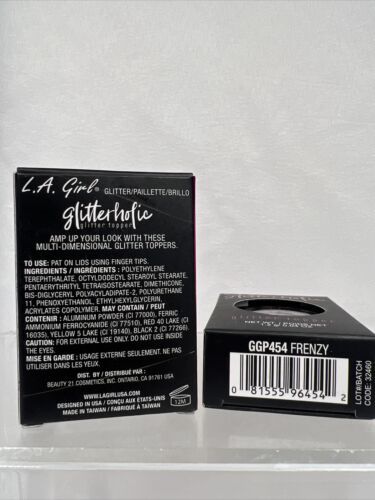 L.A. Girl® GLITTER/PAILLETTE/BRILLO
glitterholic
glitter topper
AMP UP YOUR LOOK WITH THESE
MULTI-DIMENSIONAL GLITTER TOPPERS.
TO USE: PAT ON LIDS USING FINGER TIPS.
INGREDIENTS / INGRÉDIENTS : POLYETHYLENE
TEREPHTHALATE, OCTYLDODECYL STEAROYL STEARATE,
PENTAERYTHRITYL TETRAISOSTEARATE, DIMETHICONE,
BIS-DIGLYCERYL POLYACYLADIPATE-2, POLYURETHANE
11, PHENOXYETHANOL, ETHYLHEXYLGLYCERIN,
ACRYLATES COPOLYMER. MAY CONTAIN / PEUT
CONTENIR : ALUMINUM POWDER (CI 77000), FERRIC
AMMONIUM FERROCYANIDE (CI 77510), RED 40 LAKE (CI
16035), YELLOW 5 LAKE (CI 19140), BLACK 2 (CI 77266).
CAUTION: FOR EXTERNAL USE ONLY. DO NOT USE INSIDE
THE EYES.
MISE EN GARDE : USAGE EXTERNE SEULEMENT. NE PAS
UTILISER DANS LES YEUX.
DIST. BY / DISTRIBUÉ PAR :
BEAUTY 21 COSMETICS, INC. ONTARIO, CA 91761 USA
WWW.LAGIRLUSA.COM
DESIGNED IN USA / CONÇU AUX ÉTATS-UNIS
MADE IN TAIWAN / FABRIQUÉ À TAIWAN
12M
glitterholic
glitter topper
GGP454 FRENZY
0 81555 96454 2
LOT#/BATCH
CODE: 32460